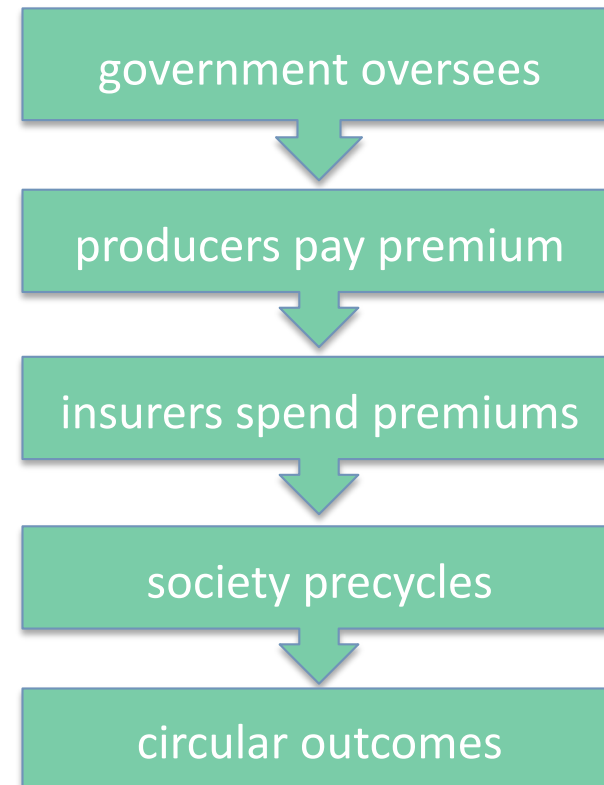 government oversees
producers pay premium
insurers spend premiums
society precycles
circular outcomes